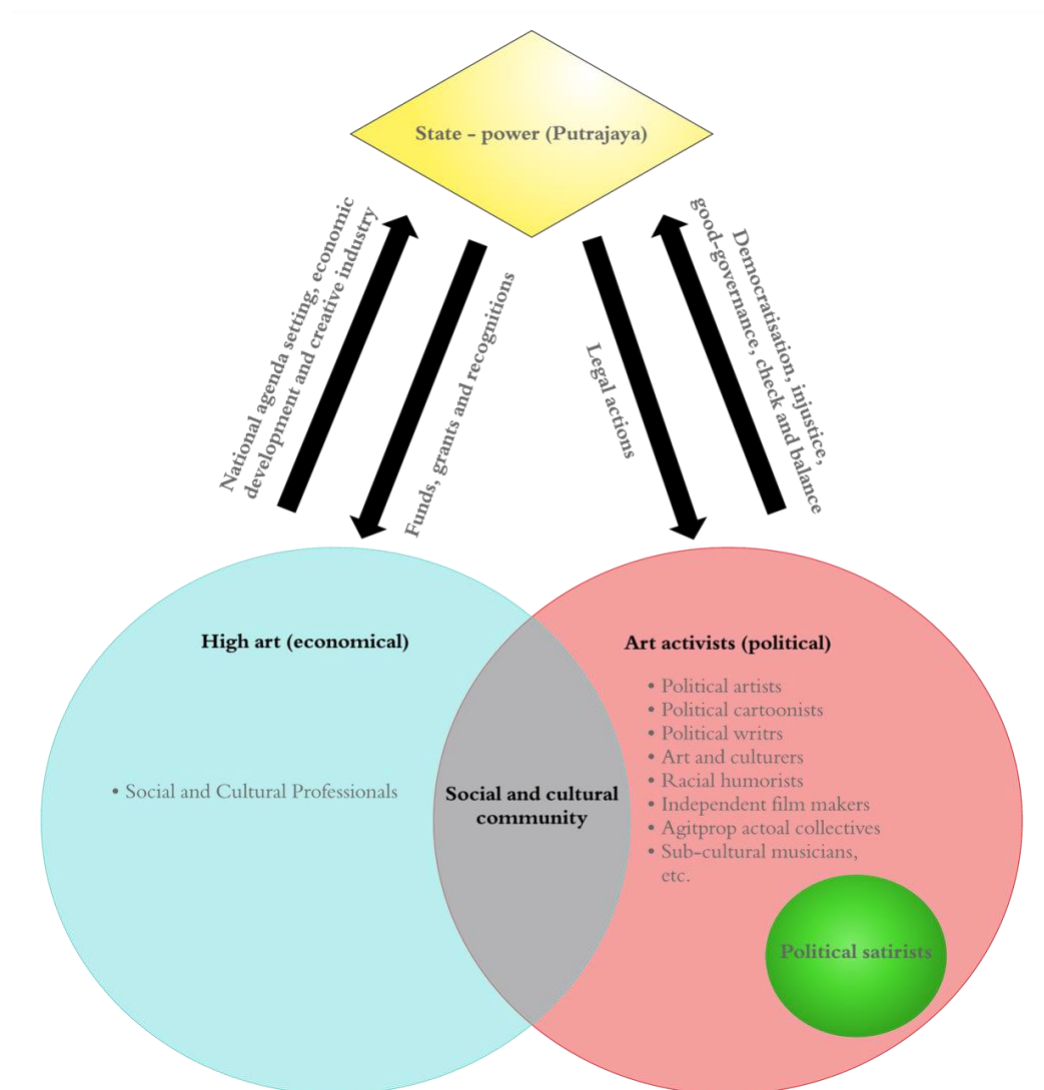 State - power (Putrajaya)
National agenda setting, economic
development and creative industry
Funds, grants and recognitions
Legal actions
Democratisation, injustice,
good-governance, check and balance
High art (economical)
• Social and Cultural Professionals
Social and cultural
community
Art activists (political)
• Political artists
• Political cartoonists
• Political writrs
• Art and culturers
• Racial humorists
• Independent film makers
• Agitprop actoal collectives
• Sub-cultural musicians,
etc.
Political satirists